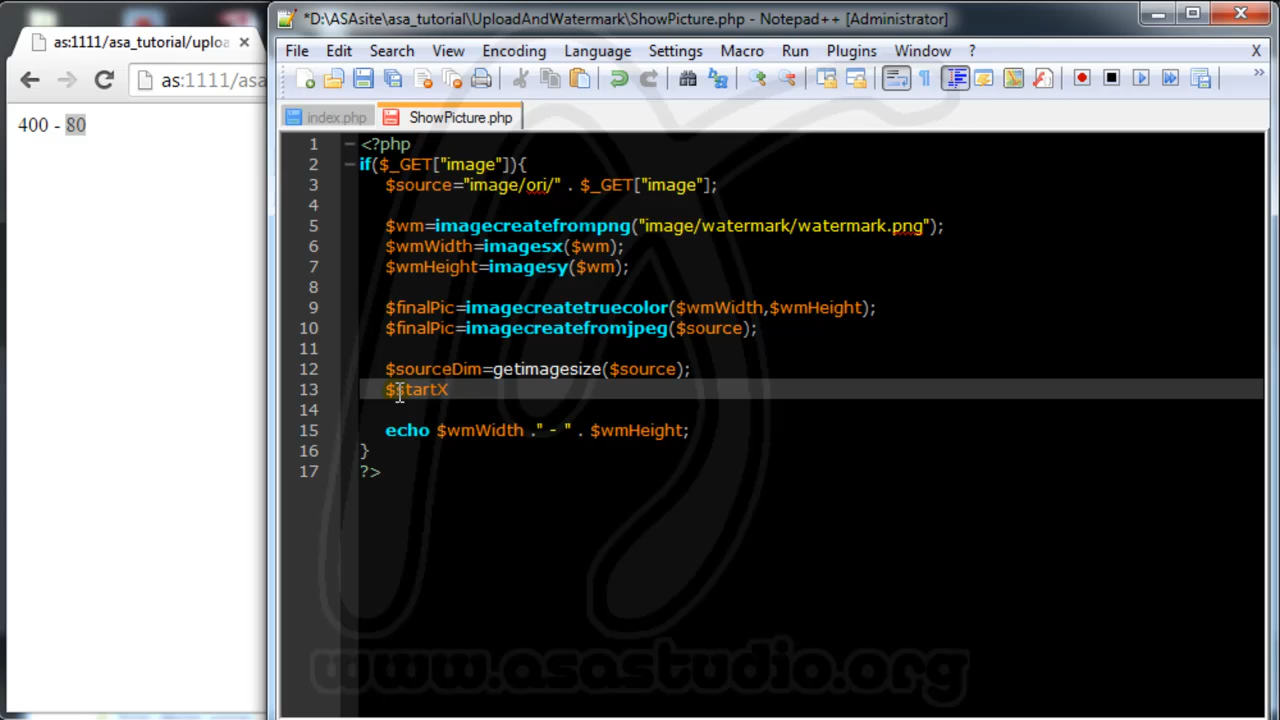 *D:\ASAsite\asa_tutorial\UploadAndWatermark\ShowPicture.php - Notepad++ [Administrator]
as:1111/asa_tutorial/uploa
File Edit Search View Encoding Language Settings Macro Run Plugins Window ? X
as:1111/asa
index.php ShowPicture.php
400 - 80
1 <?php
2 if($_GET["image"]){
3 $source="image/ori/" . $_GET["image"];
4
5 $wm=imagecreatefrompng("image/watermark/watermark.png");
6 $wmWidth=imagesx($wm);
7 $wmHeight=imagesy($wm);
8
9 $finalPic=imagecreatetruecolor($wmWidth,$wmHeight);
10 $finalPic=imagecreatefromjpeg($source);
11
12 $sourceDim=getimagesize($source);
13 $startX
14
15 echo $wmWidth ." - " . $wmHeight;
16 }
17 ?>
www.asastudio.org